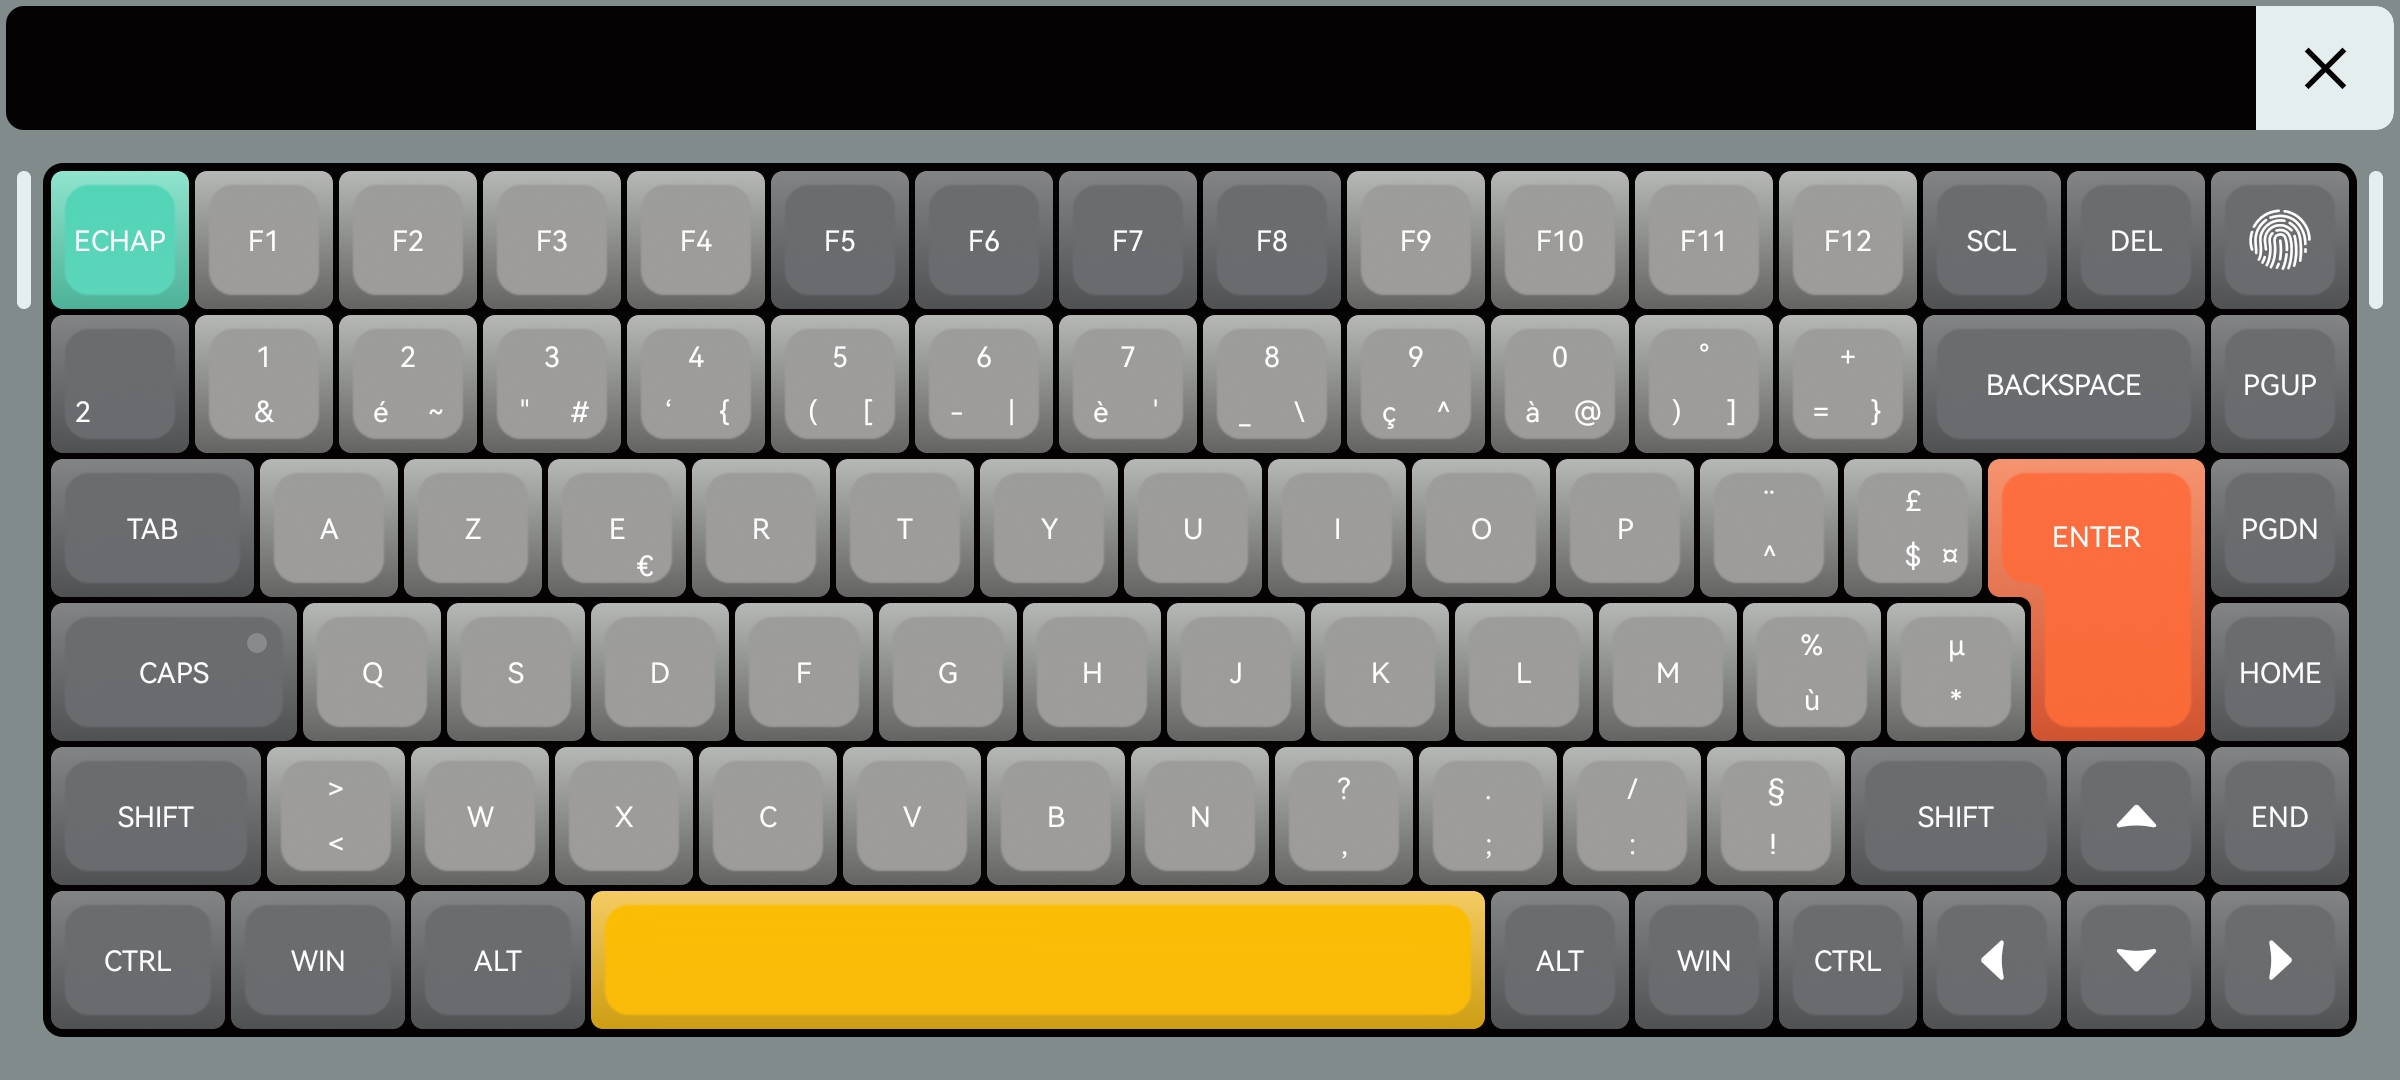 ECHAP F1 F2 F3 F4 F5 F6 F7 F8 F9 F10 F11 F12 SCL DEL
1 2 3 4 5 6 7 8 9 0 ° +
2 & é ~ " # ‘ { ( [ - | è ' _ \ ç ^ à @ ) ] = } BACKSPACE PGUP
¨ £
TAB A Z E € R T Y U I O P ^ $ ¤ ENTER PGDN
% µ
CAPS Q S D F G H J K L M ù * HOME
> ? . / §
SHIFT < W X C V B N , ; : ! SHIFT END
CTRL WIN ALT ALT WIN CTRL